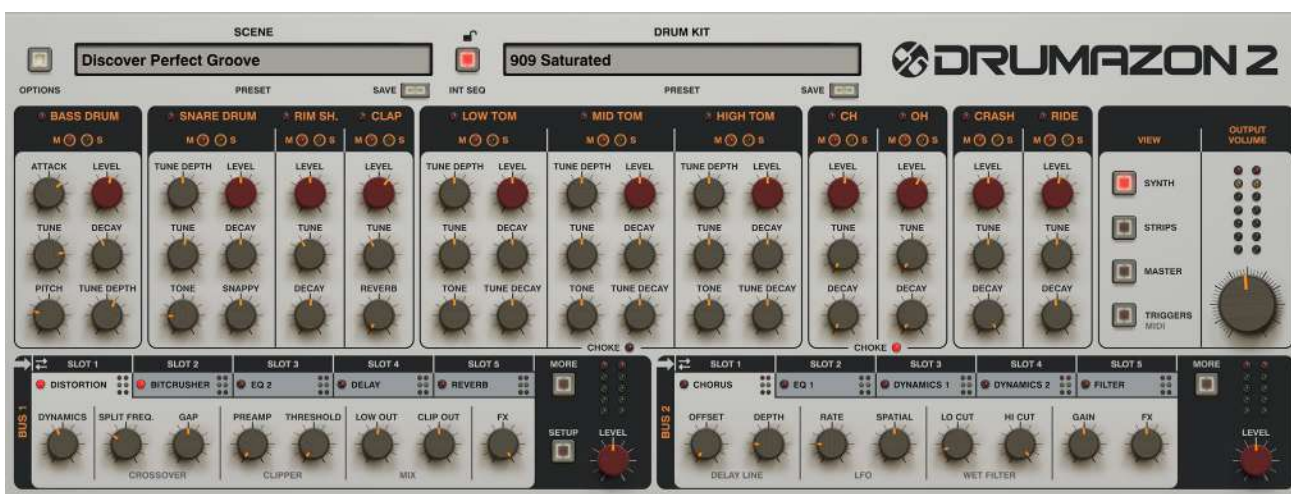 SCENE
DRUM KIT
Discover Perfect Groove
909 Saturated
DRUMAZON 2
OPTIONS PRESET SAVE INT SEQ PRESET SAVE
BASS DRUM SNARE DRUM RIM SH. CLAP LOW TOM MID TOM HIGH TOM CH OH CRASH RIDE
M S M S M S M S M S M S M S M S M S M S M S
VIEW
OUTPUT
VOLUME
ATTACK LEVEL TUNE DEPTH LEVEL LEVEL LEVEL TUNE DEPTH LEVEL TUNE DEPTH LEVEL TUNE DEPTH LEVEL LEVEL LEVEL LEVEL LEVEL
SYNTH
TUNE DECAY TUNE DECAY TUNE TUNE TUNE DECAY TUNE DECAY TUNE DECAY TUNE TUNE TUNE TUNE
STRIPS
MASTER
PITCH TUNE DEPTH TONE SNAPPY DECAY REVERB TONE TUNE DECAY TONE TUNE DECAY TONE TUNE DECAY DECAY DECAY DECAY DECAY
TRIGGERS
MIDI
CHOKE CHOKE
BUS 1
SLOT 1 SLOT 2 SLOT 3 SLOT 4 SLOT 5 MORE
DISTORTION BITCRUSHER EQ 2 DELAY REVERB
DYNAMICS SPLIT FREQ. GAP PREAMP THRESHOLD LOW OUT CLIP OUT FX
SETUP LEVEL
CROSSOVER CLIPPER MIX
BUS 2
SLOT 1 SLOT 2 SLOT 3 SLOT 4 SLOT 5 MORE
CHORUS EQ 1 DYNAMICS 1 DYNAMICS 2 FILTER
OFFSET DEPTH RATE SPATIAL LO CUT HI CUT GAIN FX
LEVEL
DELAY LINE LFO WET FILTER